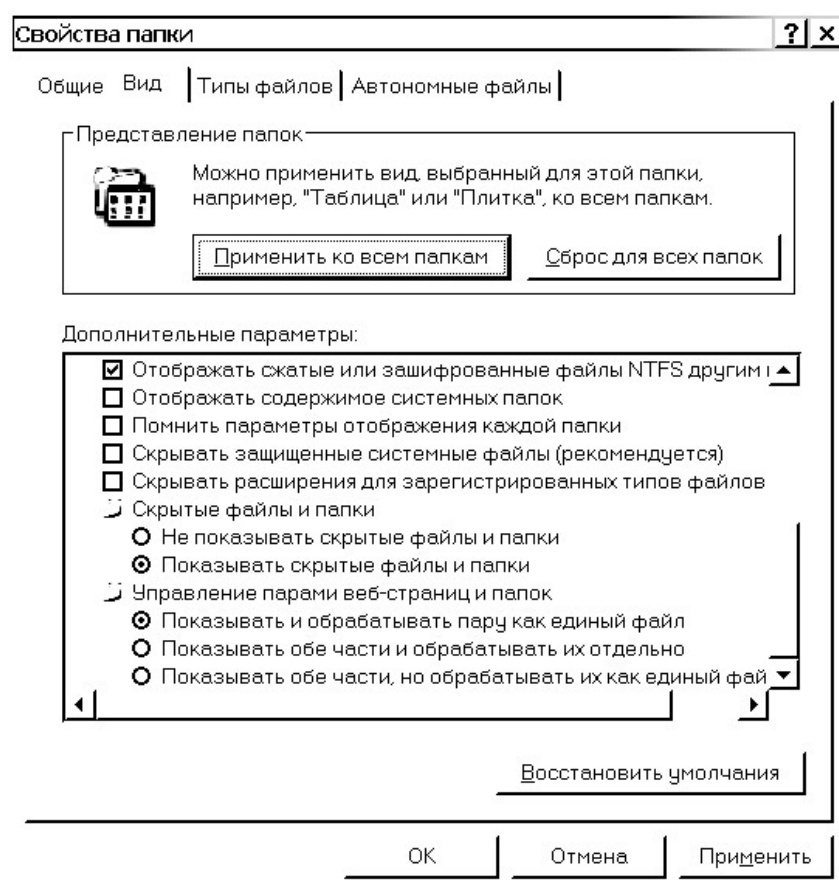 Свойства папки
Общие Вид Типы файлов Автономные файлы
Представление папок
Можно применить вид, выбранный для этой папки,
например, "Таблица" или "Плитка", ко всем папкам.
Применить ко всем папкам Сброс для всех папок
Дополнительные параметры:
Отображать сжатые или зашифрованные файлы NTFS другим
Отображать содержимое системных папок
Помнить параметры отображения каждой папки
Скрывать защищенные системные файлы (рекомендуется)
Скрывать расширения для зарегистрированных типов файлов
Скрытые файлы и папки
Не показывать скрытые файлы и папки
Показывать скрытые файлы и папки
Управление парами веб-страниц и папок
Показывать и обрабатывать пару как единый файл
Показывать обе части и обрабатывать их отдельно
Показывать обе части, но обрабатывать их как единый фай
Восстановить умолчания
OK Отмена Применить